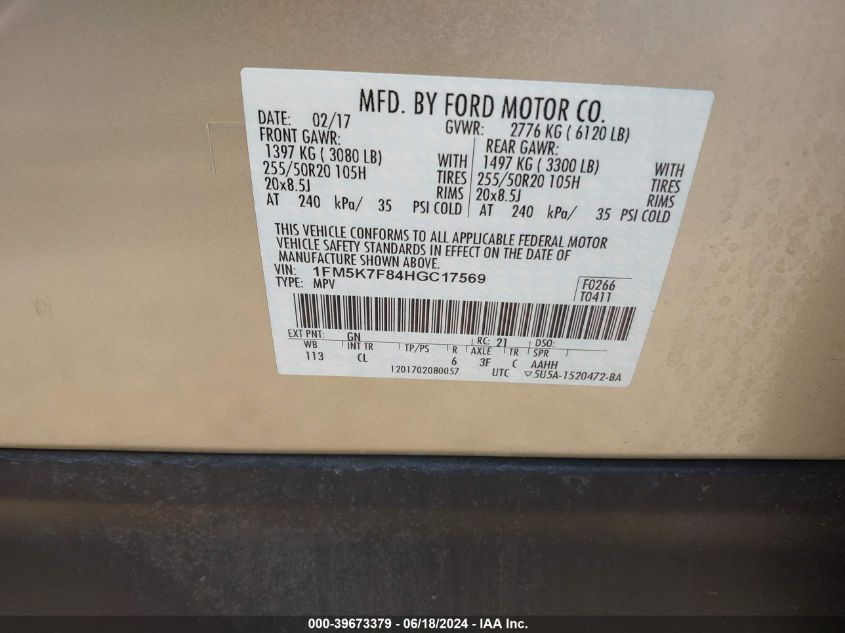 MFD. BY FORD MOTOR CO.
DATE: 02/17 GVWR: 2776 KG ( 6120 LB)
FRONT GAWR: REAR GAWR:
1397 KG ( 3080 LB) WITH 1497 KG ( 3300 LB) WITH
255/50R20 105H TIRES 255/50R20 105H TIRES
20x8.5J RIMS 20x8.5J RIMS
AT 240 kPa/ 35 PSI COLD AT 240 kPa/ 35 PSI COLD
THIS VEHICLE CONFORMS TO ALL APPLICABLE FEDERAL MOTOR
VEHICLE SAFETY STANDARDS IN EFFECT ON THE DATE OF
MANUFACTURE SHOWN ABOVE.
VIN: 1FM5K7F84HGC17569 F0266
TYPE: MPV T0411
EXT PNT: GN RC: 21 DSO:
WB INT TR TP/PS R AXLE TR SPR
113 CL 6 3F C AAHH
I201702080057 UTC ▽5U5A-1520472-BA
000-39673379 / 06/18/2024 - IAA Inc.